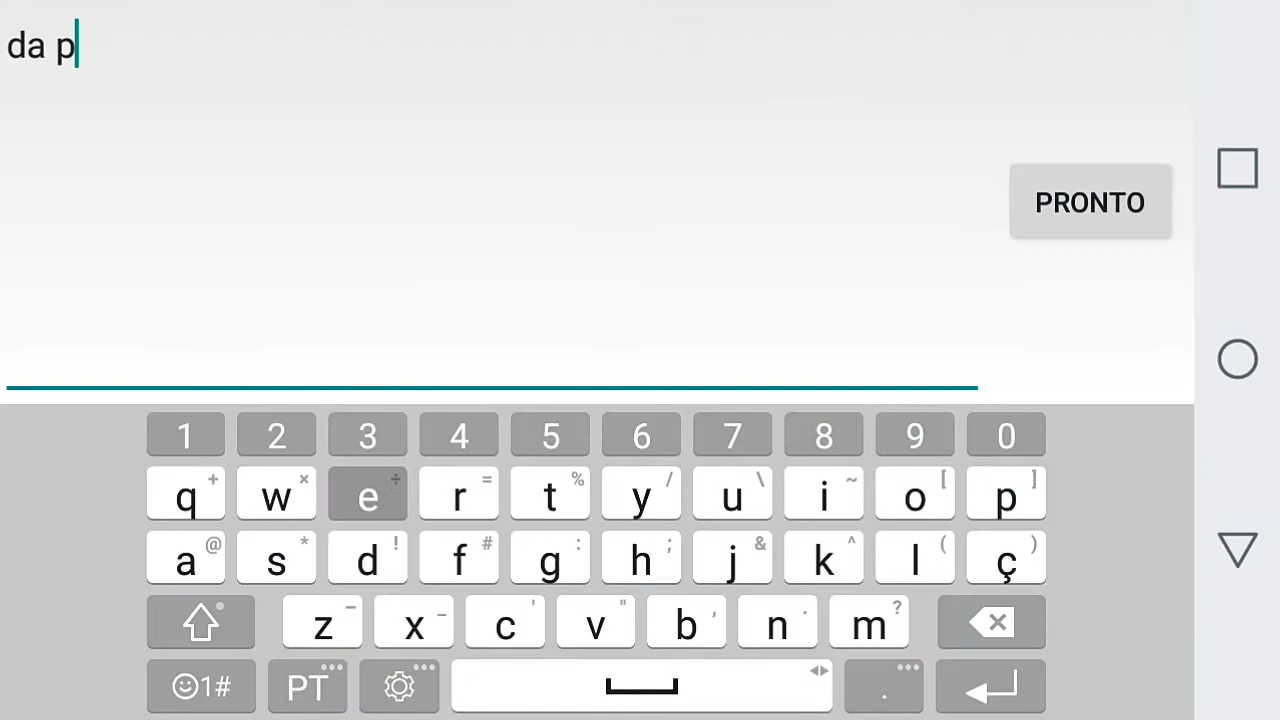 da p
PRONTO
1 2 3 4 5 6 7 8 9 0
q + w × e ÷ r = t % y / u \ i ~ o [ p ]
a @ s * d ! f # g : h ; j & k ^ l ( ç )
z - x _ c ' v " b , n . m ?
1# PT .